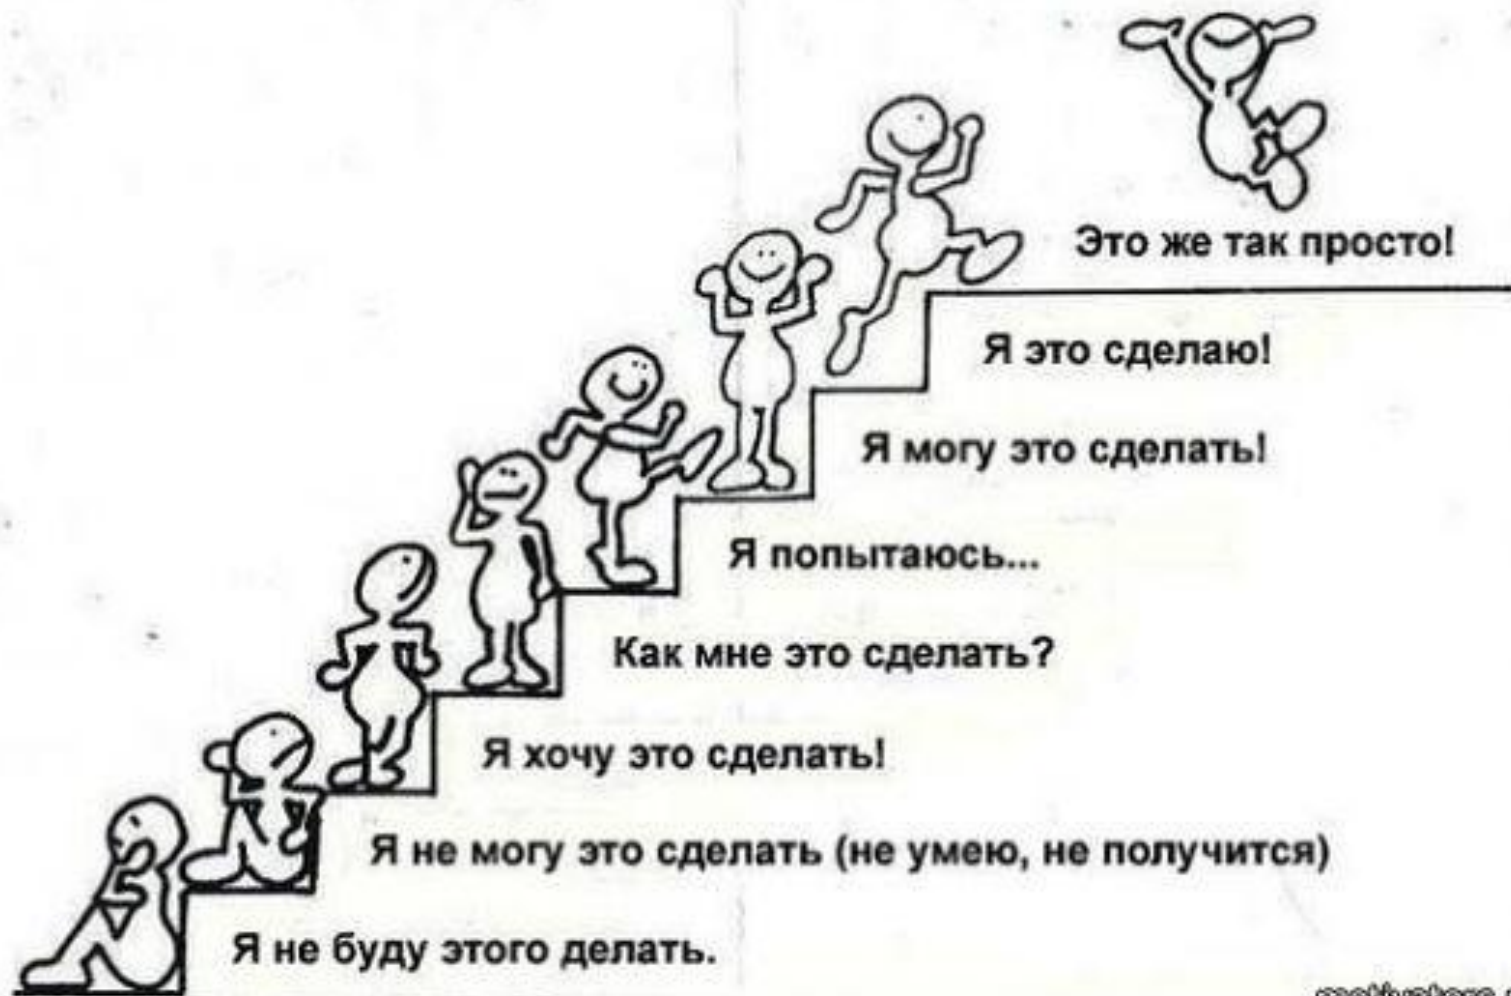 Это же так просто!
Я это сделаю!
Я могу это сделать!
Я попытаюсь...
Как мне это сделать?
Я хочу это сделать!
Я не могу это сделать (не умею, не получится)
Я не буду этого делать.